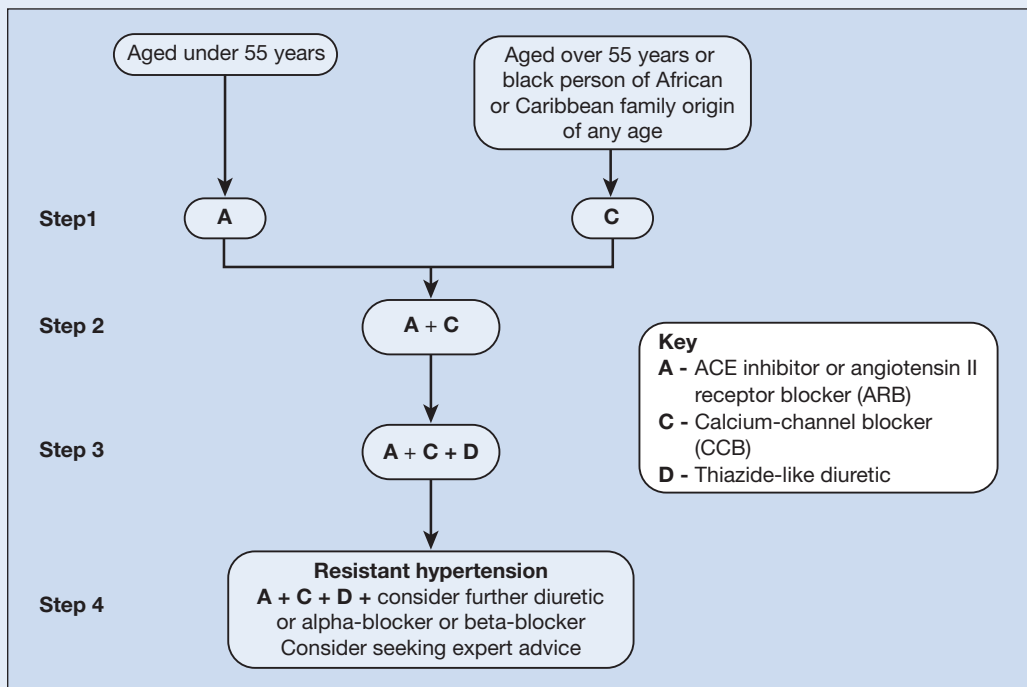 Aged under 55 years
Aged over 55 years or
black person of African
or Caribbean family origin
of any age
Step1
A
C
Step 2
A + C
Key
A - ACE inhibitor or angiotensin II
receptor blocker (ARB)
C - Calcium-channel blocker
(CCB)
D - Thiazide-like diuretic
Step 3
A + C + D
Step 4
Resistant hypertension
A + C + D + consider further diuretic
or alpha-blocker or beta-blocker
Consider seeking expert advice